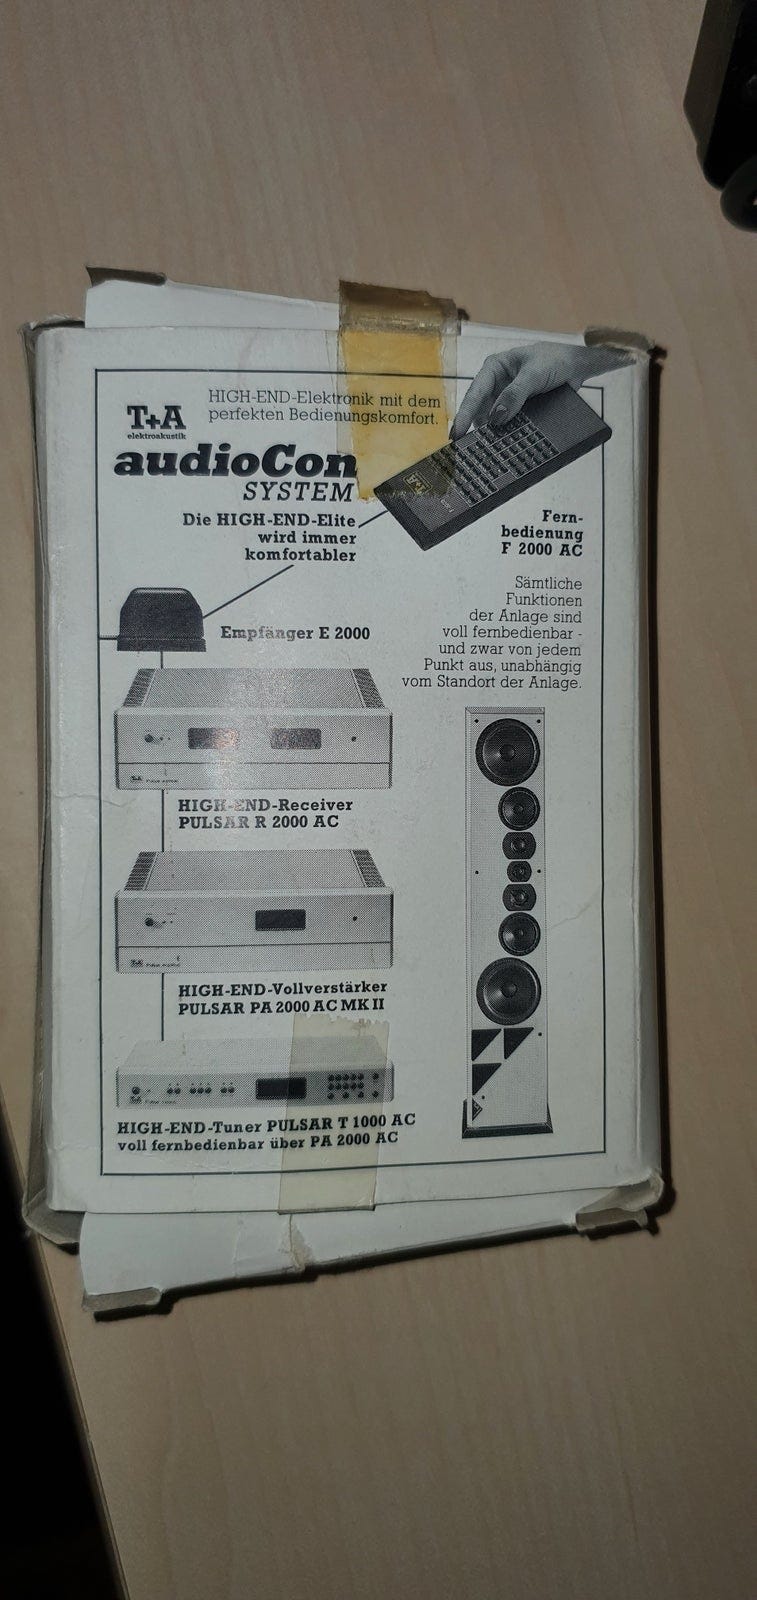 T+A
elektroakustik
HIGH-END-Elektronik mit dem
perfekten Bedienungskomfort.
audioCon
SYSTEM
Die HIGH-END-Elite
wird immer
komfortabler
T+A
Fern-
bedienung
F 2000 AC
Sämtliche
Funktionen
der Anlage sind
voll fernbedienbar -
und zwar von jedem
Punkt aus, unabhängig
vom Standort der Anlage.
Empfänger E 2000
HIGH-END-Receiver
PULSAR R 2000 AC
HIGH-END-Vollverstärker
PULSAR PA 2000 AC MK II
HIGH-END-Tuner PULSAR T 1000 AC
voll fernbedienbar über PA 2000 AC